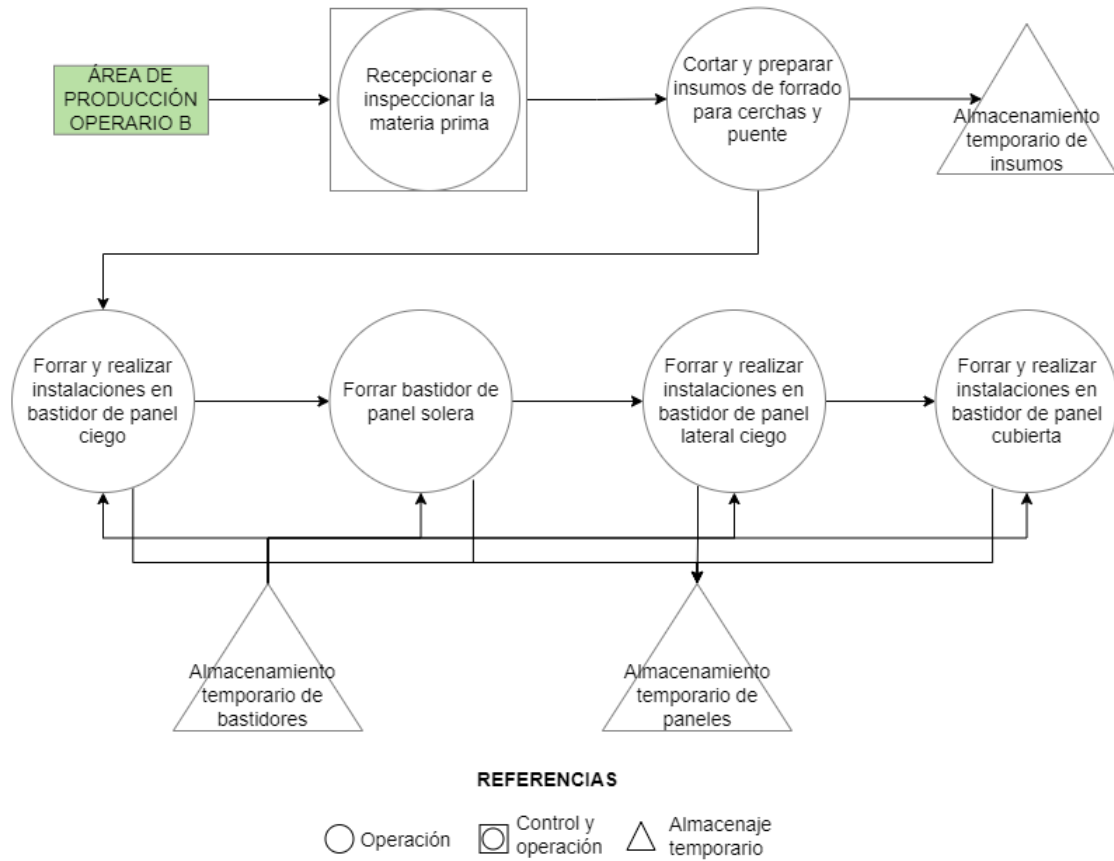 ÁREA DE
PRODUCCIÓN
OPERARIO B
Recepcionar e
inspeccionar la
materia prima
Cortar y preparar
insumos de forrado
para cerchas y
puente
Almacenamiento
temporario de
insumos
Forrar y realizar
instalaciones en
bastidor de panel
ciego
Forrar bastidor de
panel solera
Forrar y realizar
instalaciones en
bastidor de panel
lateral ciego
Forrar y realizar
instalaciones en
bastidor de panel
cubierta
Almacenamiento
temporario de
bastidores
Almacenamiento
temporario de
paneles
REFERENCIAS
Operación
Control y
operación
Almacenaje
temporario